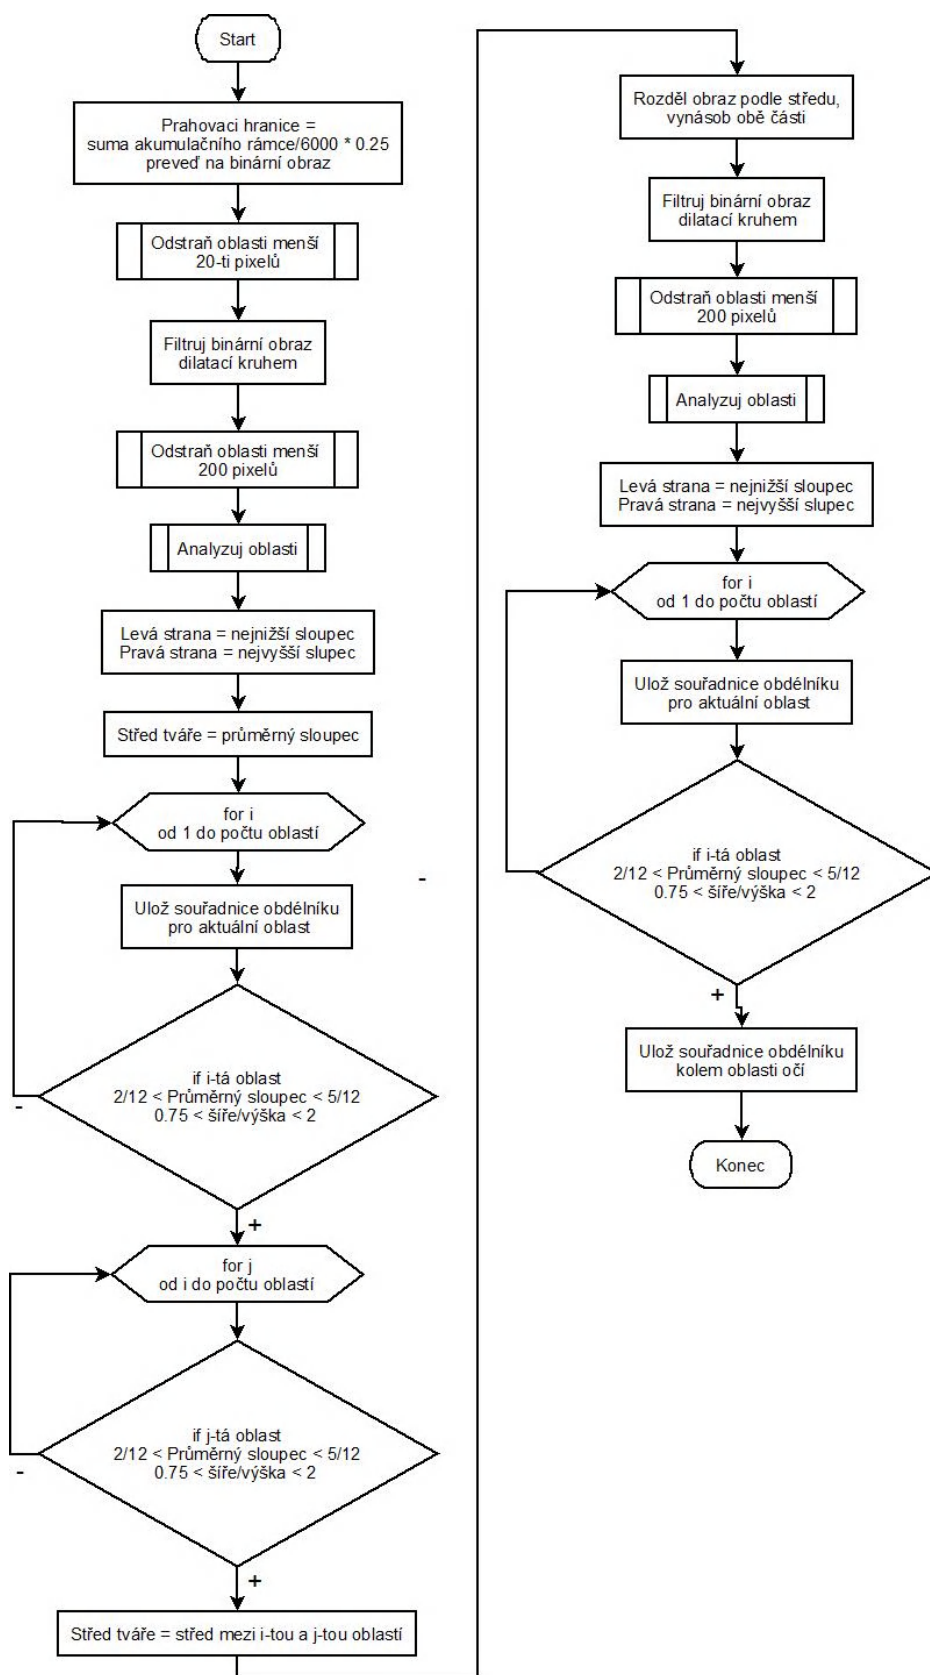 Start
Prahovaci hranice =
suma akumulačního rámce/6000 * 0.25
preveď na binární obraz
Odstraň oblasti menší
20-ti pixelů
Filtruj binární obraz
dilatací kruhem
Odstraň oblasti menší
200 pixelů
Analyzuj oblasti
Levá strana = nejnižší sloupec
Pravá strana = nejvyšší slupec
Střed tváře = průměrný sloupec
for i
od 1 do počtu oblastí
Ulož souřadnice obdélníku
pro aktuální oblast
if i-tá oblast
2/12 < Průměrný sloupec < 5/12
0.75 < šíře/výška < 2
-
+
for j
od i do počtu oblastí
if j-tá oblast
2/12 < Průměrný sloupec < 5/12
0.75 < šíře/výška < 2
-
+
Střed tváře = střed mezi i-tou a j-tou oblastí
Rozděl obraz podle středu,
vynásob obě části
Filtruj binární obraz
dilatací kruhem
Odstraň oblasti menší
200 pixelů
Analyzuj oblasti
Levá strana = nejnižší sloupec
Pravá strana = nejvyšší slupec
for i
od 1 do počtu oblastí
Ulož souřadnice obdélníku
pro aktuální oblast
if i-tá oblast
2/12 < Průměrný sloupec < 5/12
0.75 < šíře/výška < 2
-
+
Ulož souřadnice obdélníku
kolem oblasti očí
Konec